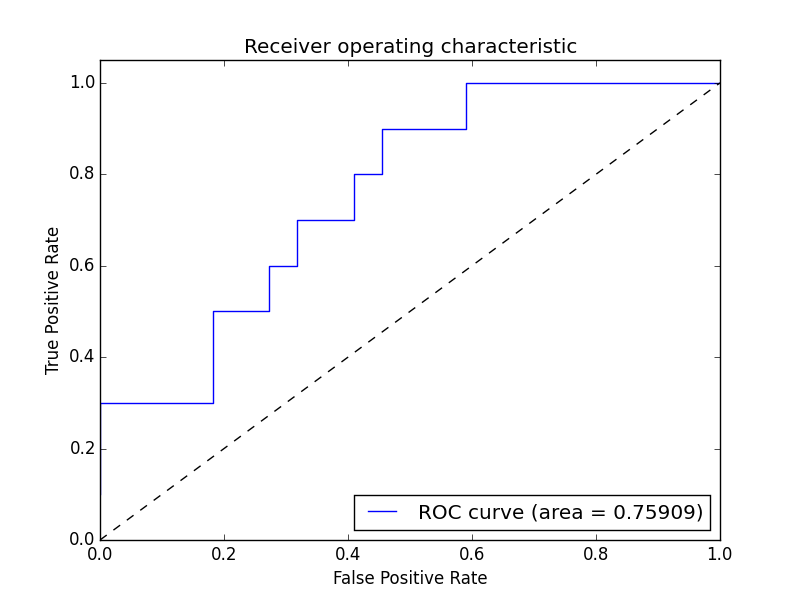 Receiver operating characteristic
1.0
0.8
0.6
0.4
0.2
0.0
True Positive Rate
ROC curve (area = 0.75909)
0.0 0.2 0.4 0.6 0.8 1.0
False Positive Rate